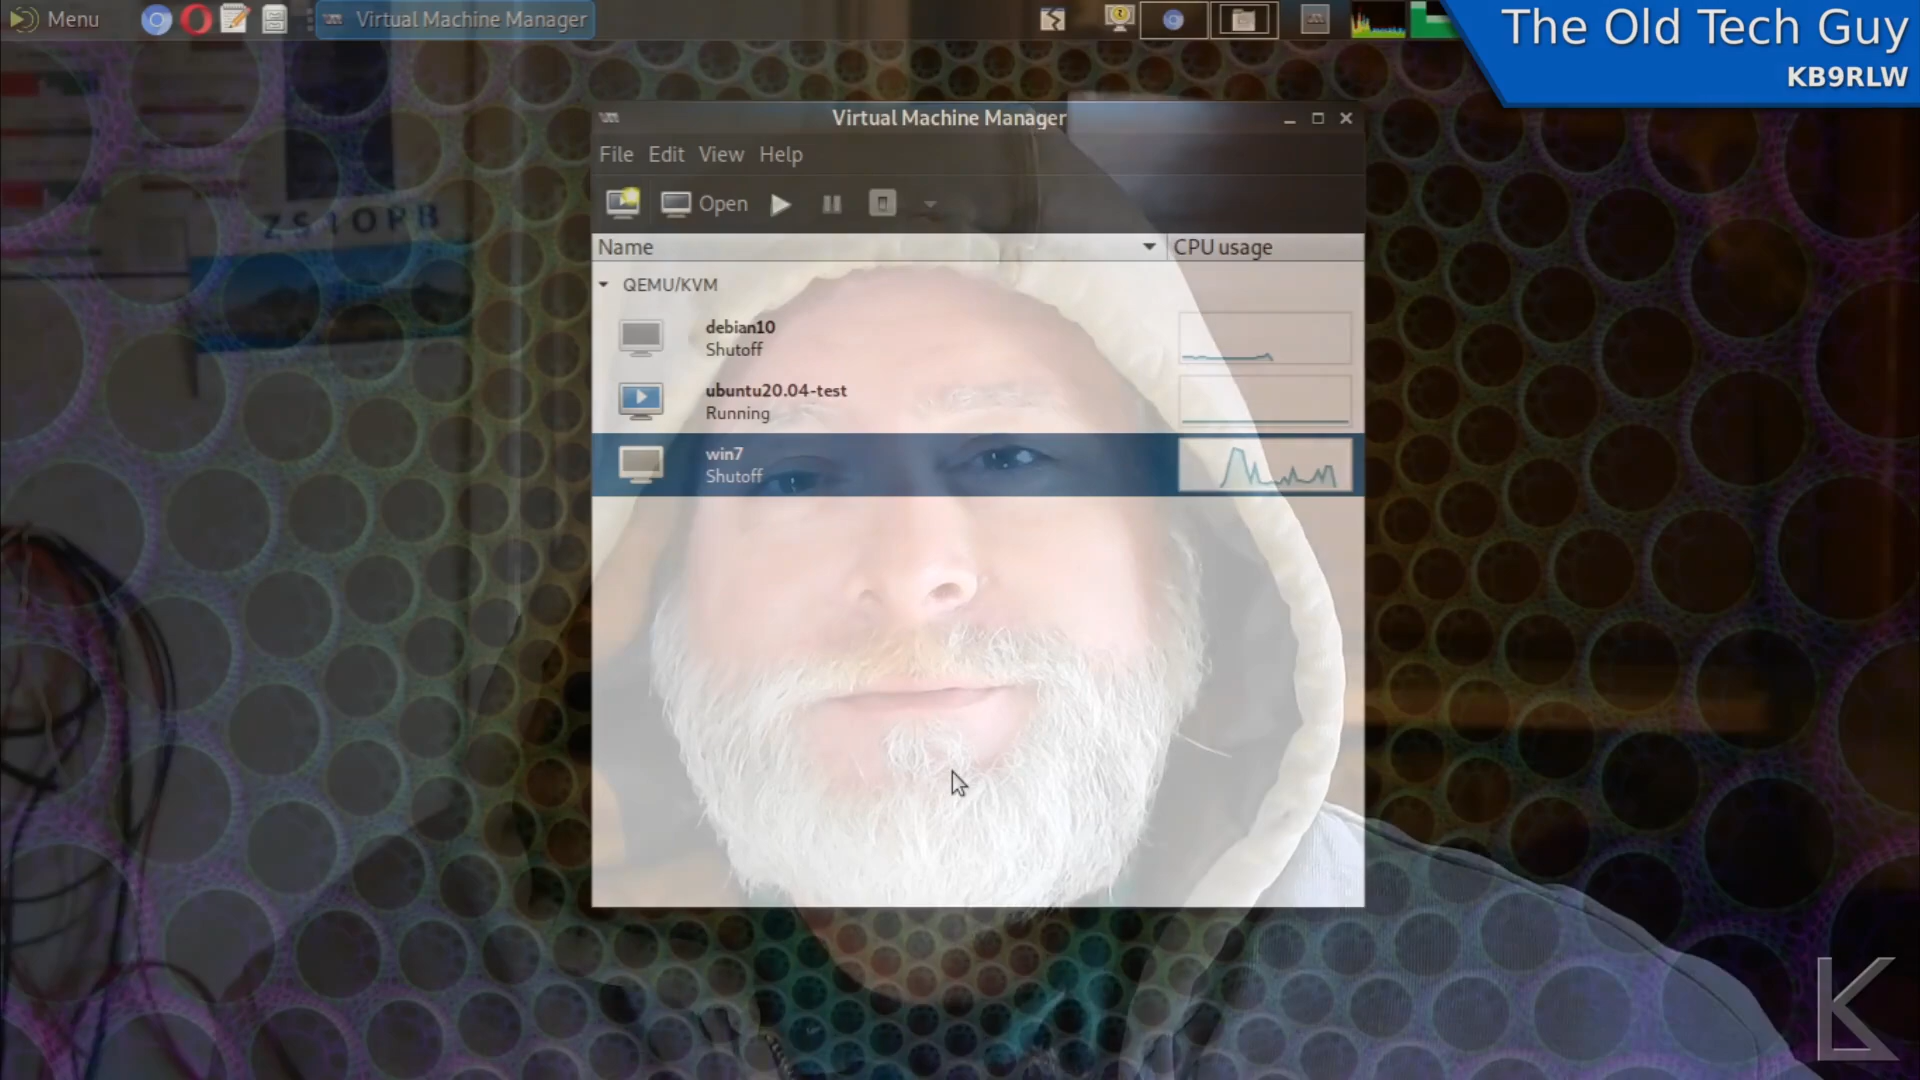 Menu
Virtual Machine Manager
The Old Tech Guy
KB9RLW
Virtual Machine Manager
File Edit View Help
Open
Name
CPU usage
QEMU/KVM
debian10
Shutoff
ubuntu20.04-test
Running
win7
Shutoff
ZS1OPB
K